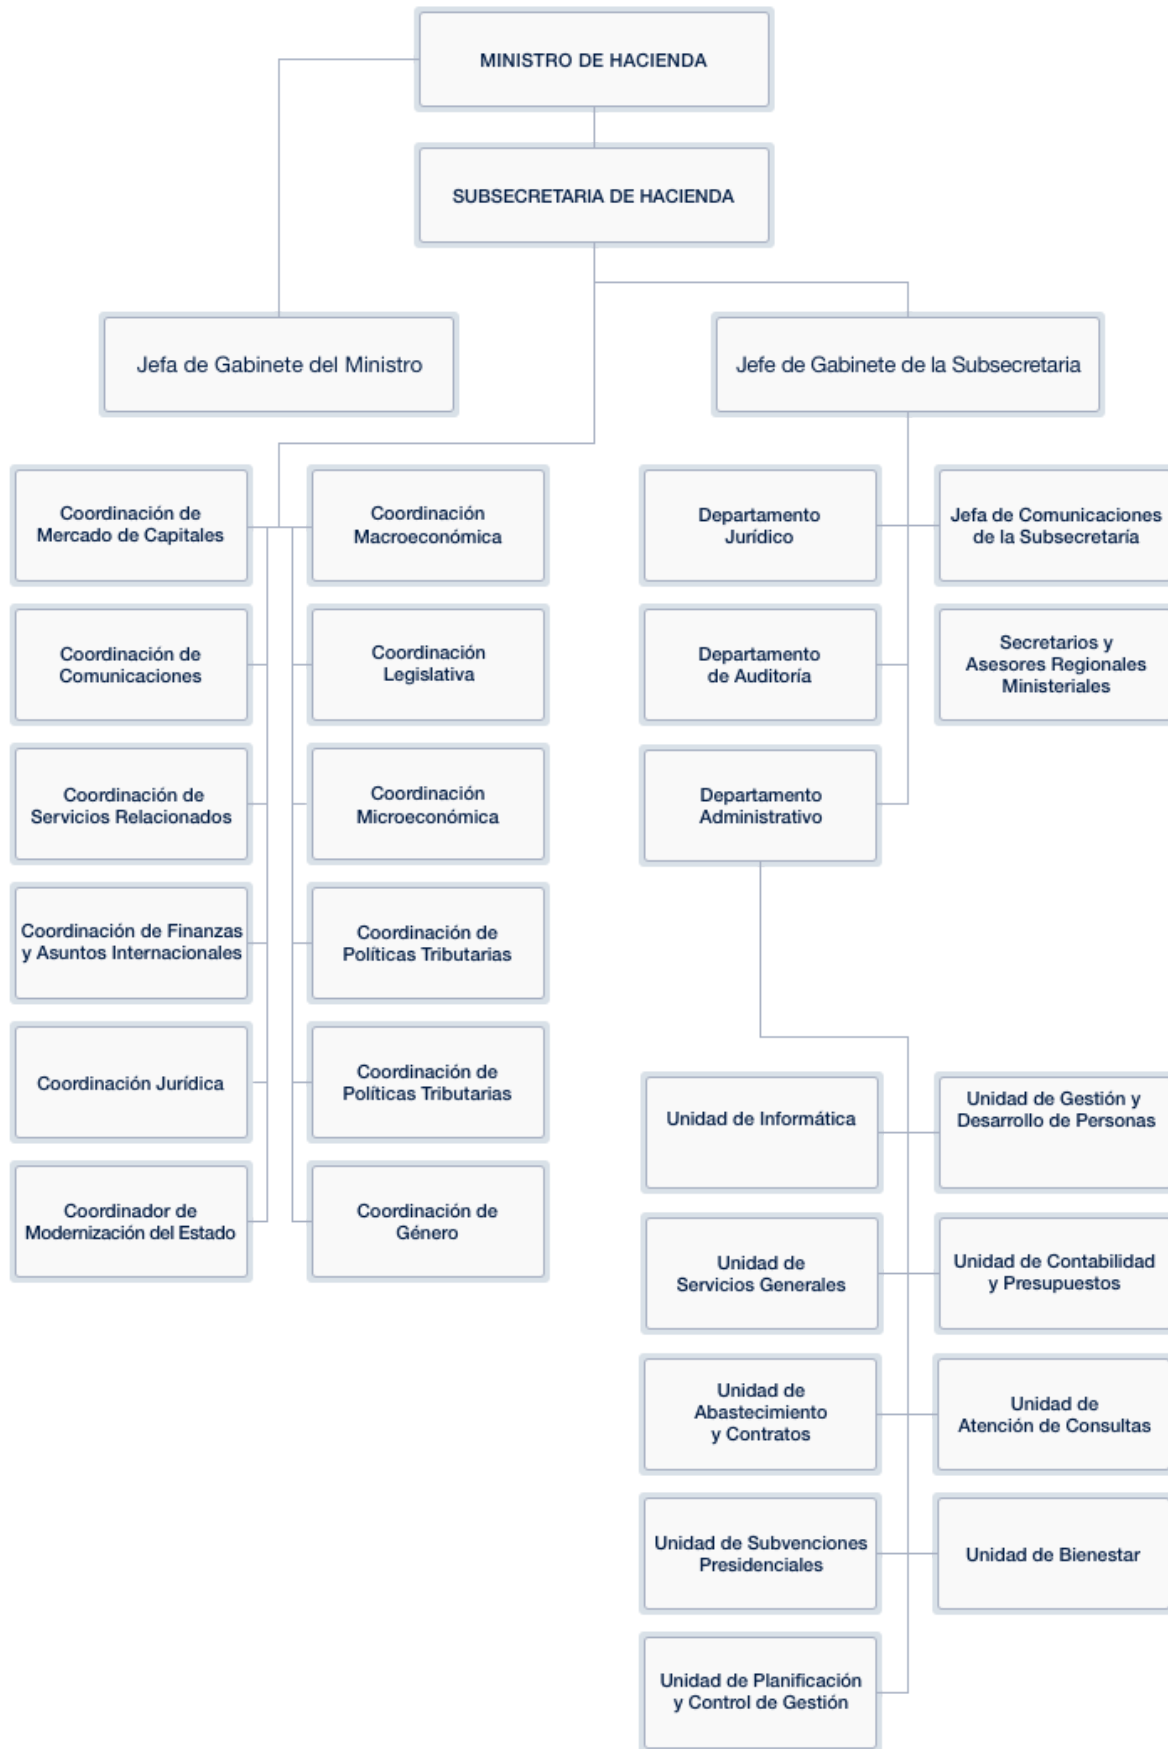 MINISTRO DE HACIENDA
SUBSECRETARIA DE HACIENDA
Jefa de Gabinete del Ministro
Jefe de Gabinete de la Subsecretaria
Coordinación de
Mercado de Capitales
Coordinación
Macroeconómica
Departamento
Jurídico
Jefa de Comunicaciones
de la Subsecretaría
Coordinación de
Comunicaciones
Coordinación
Legislativa
Departamento
de Auditoría
Secretarios y
Asesores Regionales
Ministeriales
Coordinación de
Servicios Relacionados
Coordinación
Microeconómica
Departamento
Administrativo
Coordinación de Finanzas
y Asuntos Internacionales
Coordinación de
Políticas Tributarias
Coordinación Jurídica
Coordinación de
Políticas Tributarias
Unidad de Informática
Unidad de Gestión y
Desarrollo de Personas
Coordinador de
Modernización del Estado
Coordinación de
Género
Unidad de
Servicios Generales
Unidad de Contabilidad
y Presupuestos
Unidad de
Abastecimiento
y Contratos
Unidad de
Atención de Consultas
Unidad de Subvenciones
Presidenciales
Unidad de Bienestar
Unidad de Planificación
y Control de Gestión